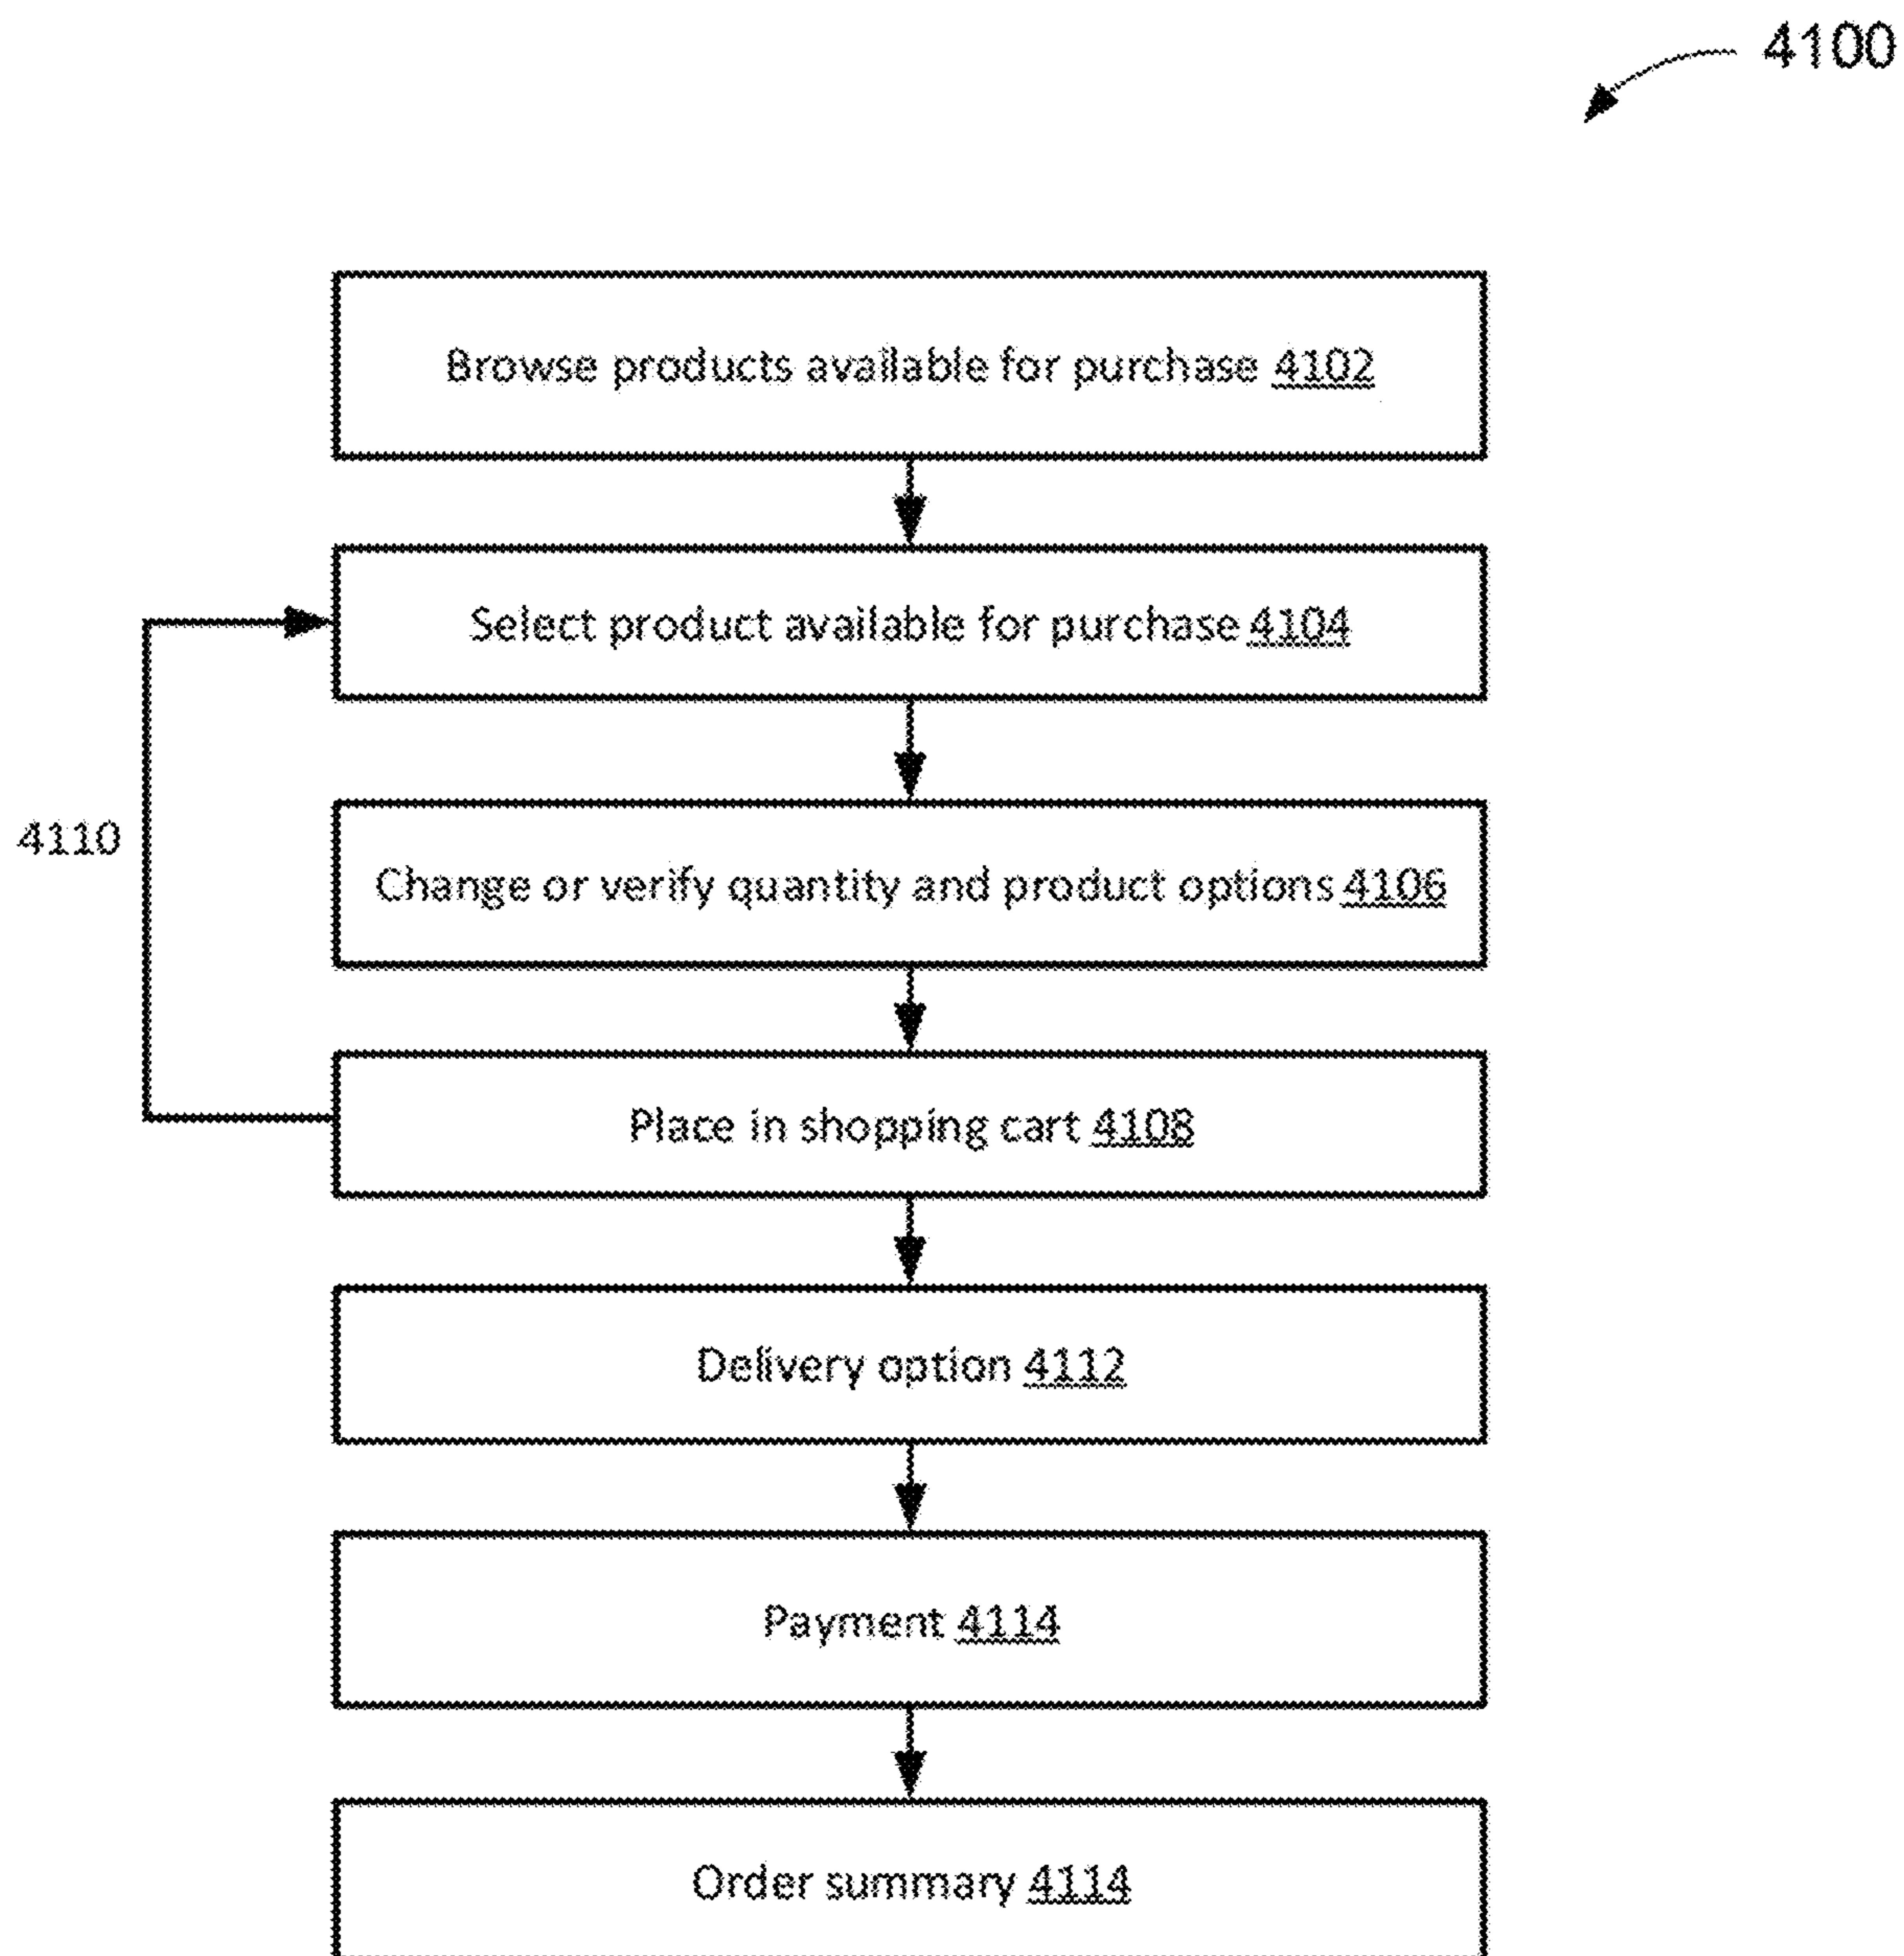 4100
Browse products available for purchase 4102
Select product available for purchase 4104
4110
Change or verify quantity and product options 4106
Place in shopping cart 4108
Delivery option 4112
Payment 4114
Order summary 4114